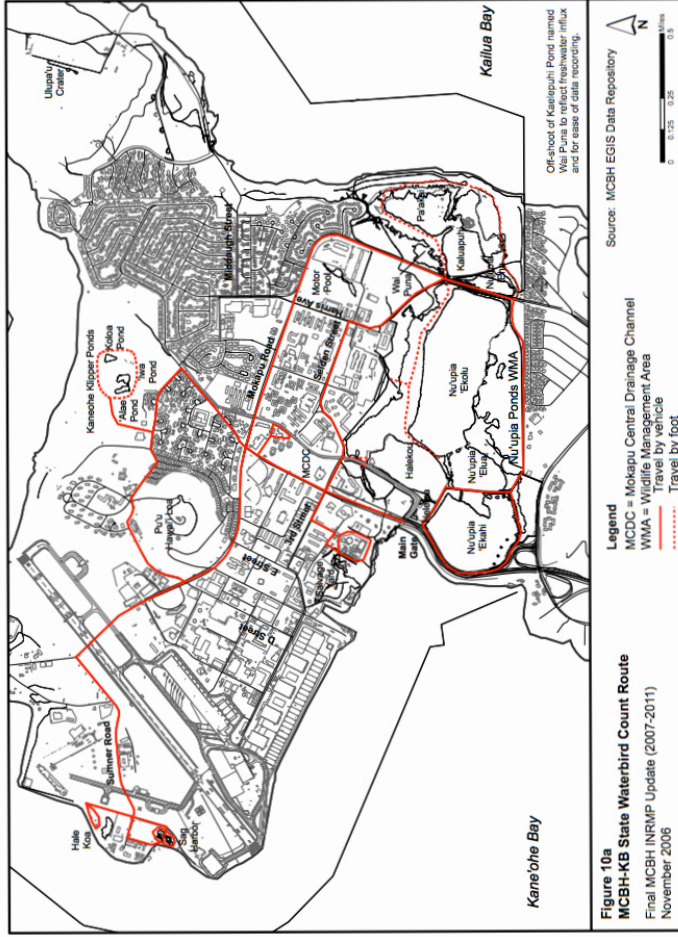 Ulupa'u
Crater
Kailua Bay
Off-shoot of Kaelepuhi Pond named
Wai Puna to reflect freshwater influx
and for ease of data recording.
Kaneohe Klipper Ponds
Koloa
Pond
'Alae
Pond
'Iwa
Pond
Middaugh Street
Mokapu Road
Harris Ave
Selden Street
Motor
Pool
Wai
Puna
Pa'akai
Kaluapuhi
Pu'u
Hawai'iloa
MCDC
3rd Street
E Street
D Street
Salvage
Main
Gate
Halekou
Nu'upia
'Ekolu
Nu'upia
'Elua
Nu'upia
'Ekahi
Nu'upia Ponds WMA
Sumner Road
Hale
Koa
Sag
Harbor
Kane'ohe Bay
Figure 10a
MCBH-KB State Waterbird Count Route
Final MCBH INRMP Update (2007-2011)
November 2006
Legend
MCDC = Mokapu Central Drainage Channel
WMA = Wildlife Management Area
Travel by vehicle
Travel by foot
Source: MCBH EGIS Data Repository
N
Miles
0 0.125 0.25 0.5